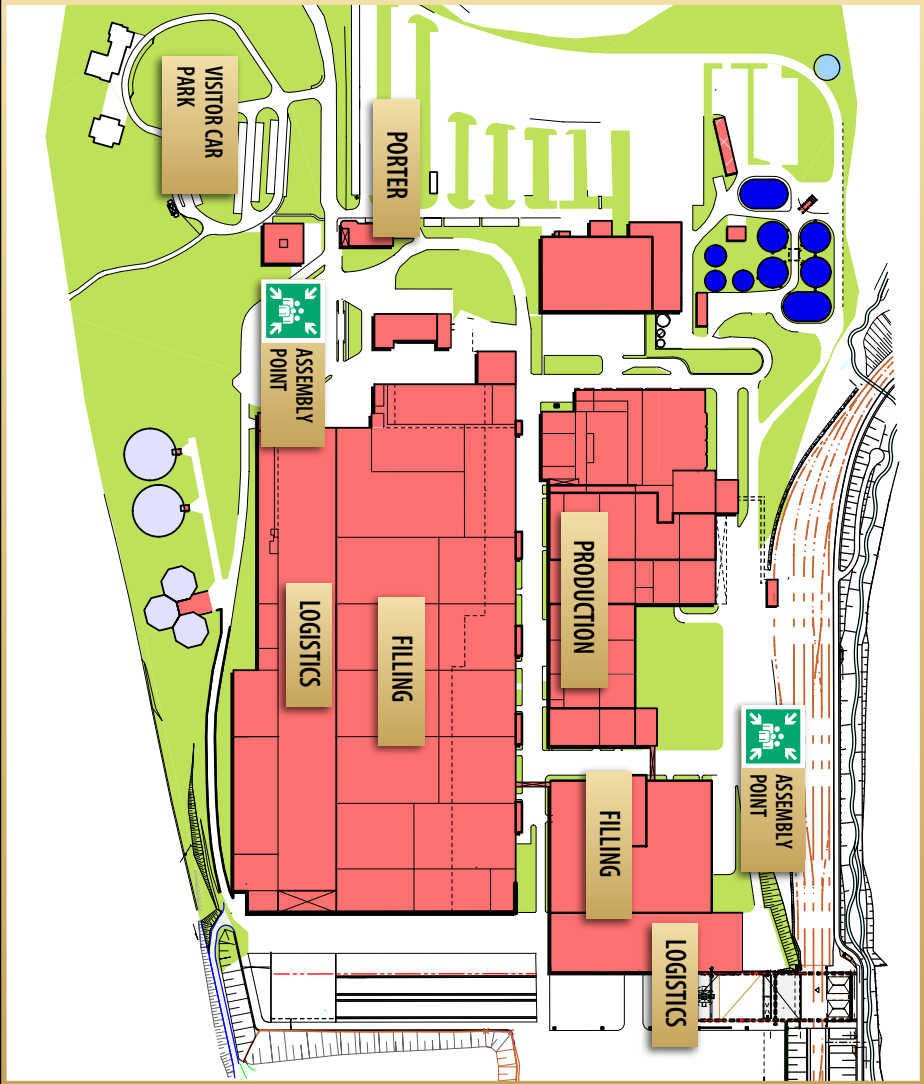 VISITOR CAR
PARK
PORTER
ASSEMBLY
POINT
PRODUCTION
LOGISTICS
FILLING
ASSEMBLY
POINT
FILLING
LOGISTICS